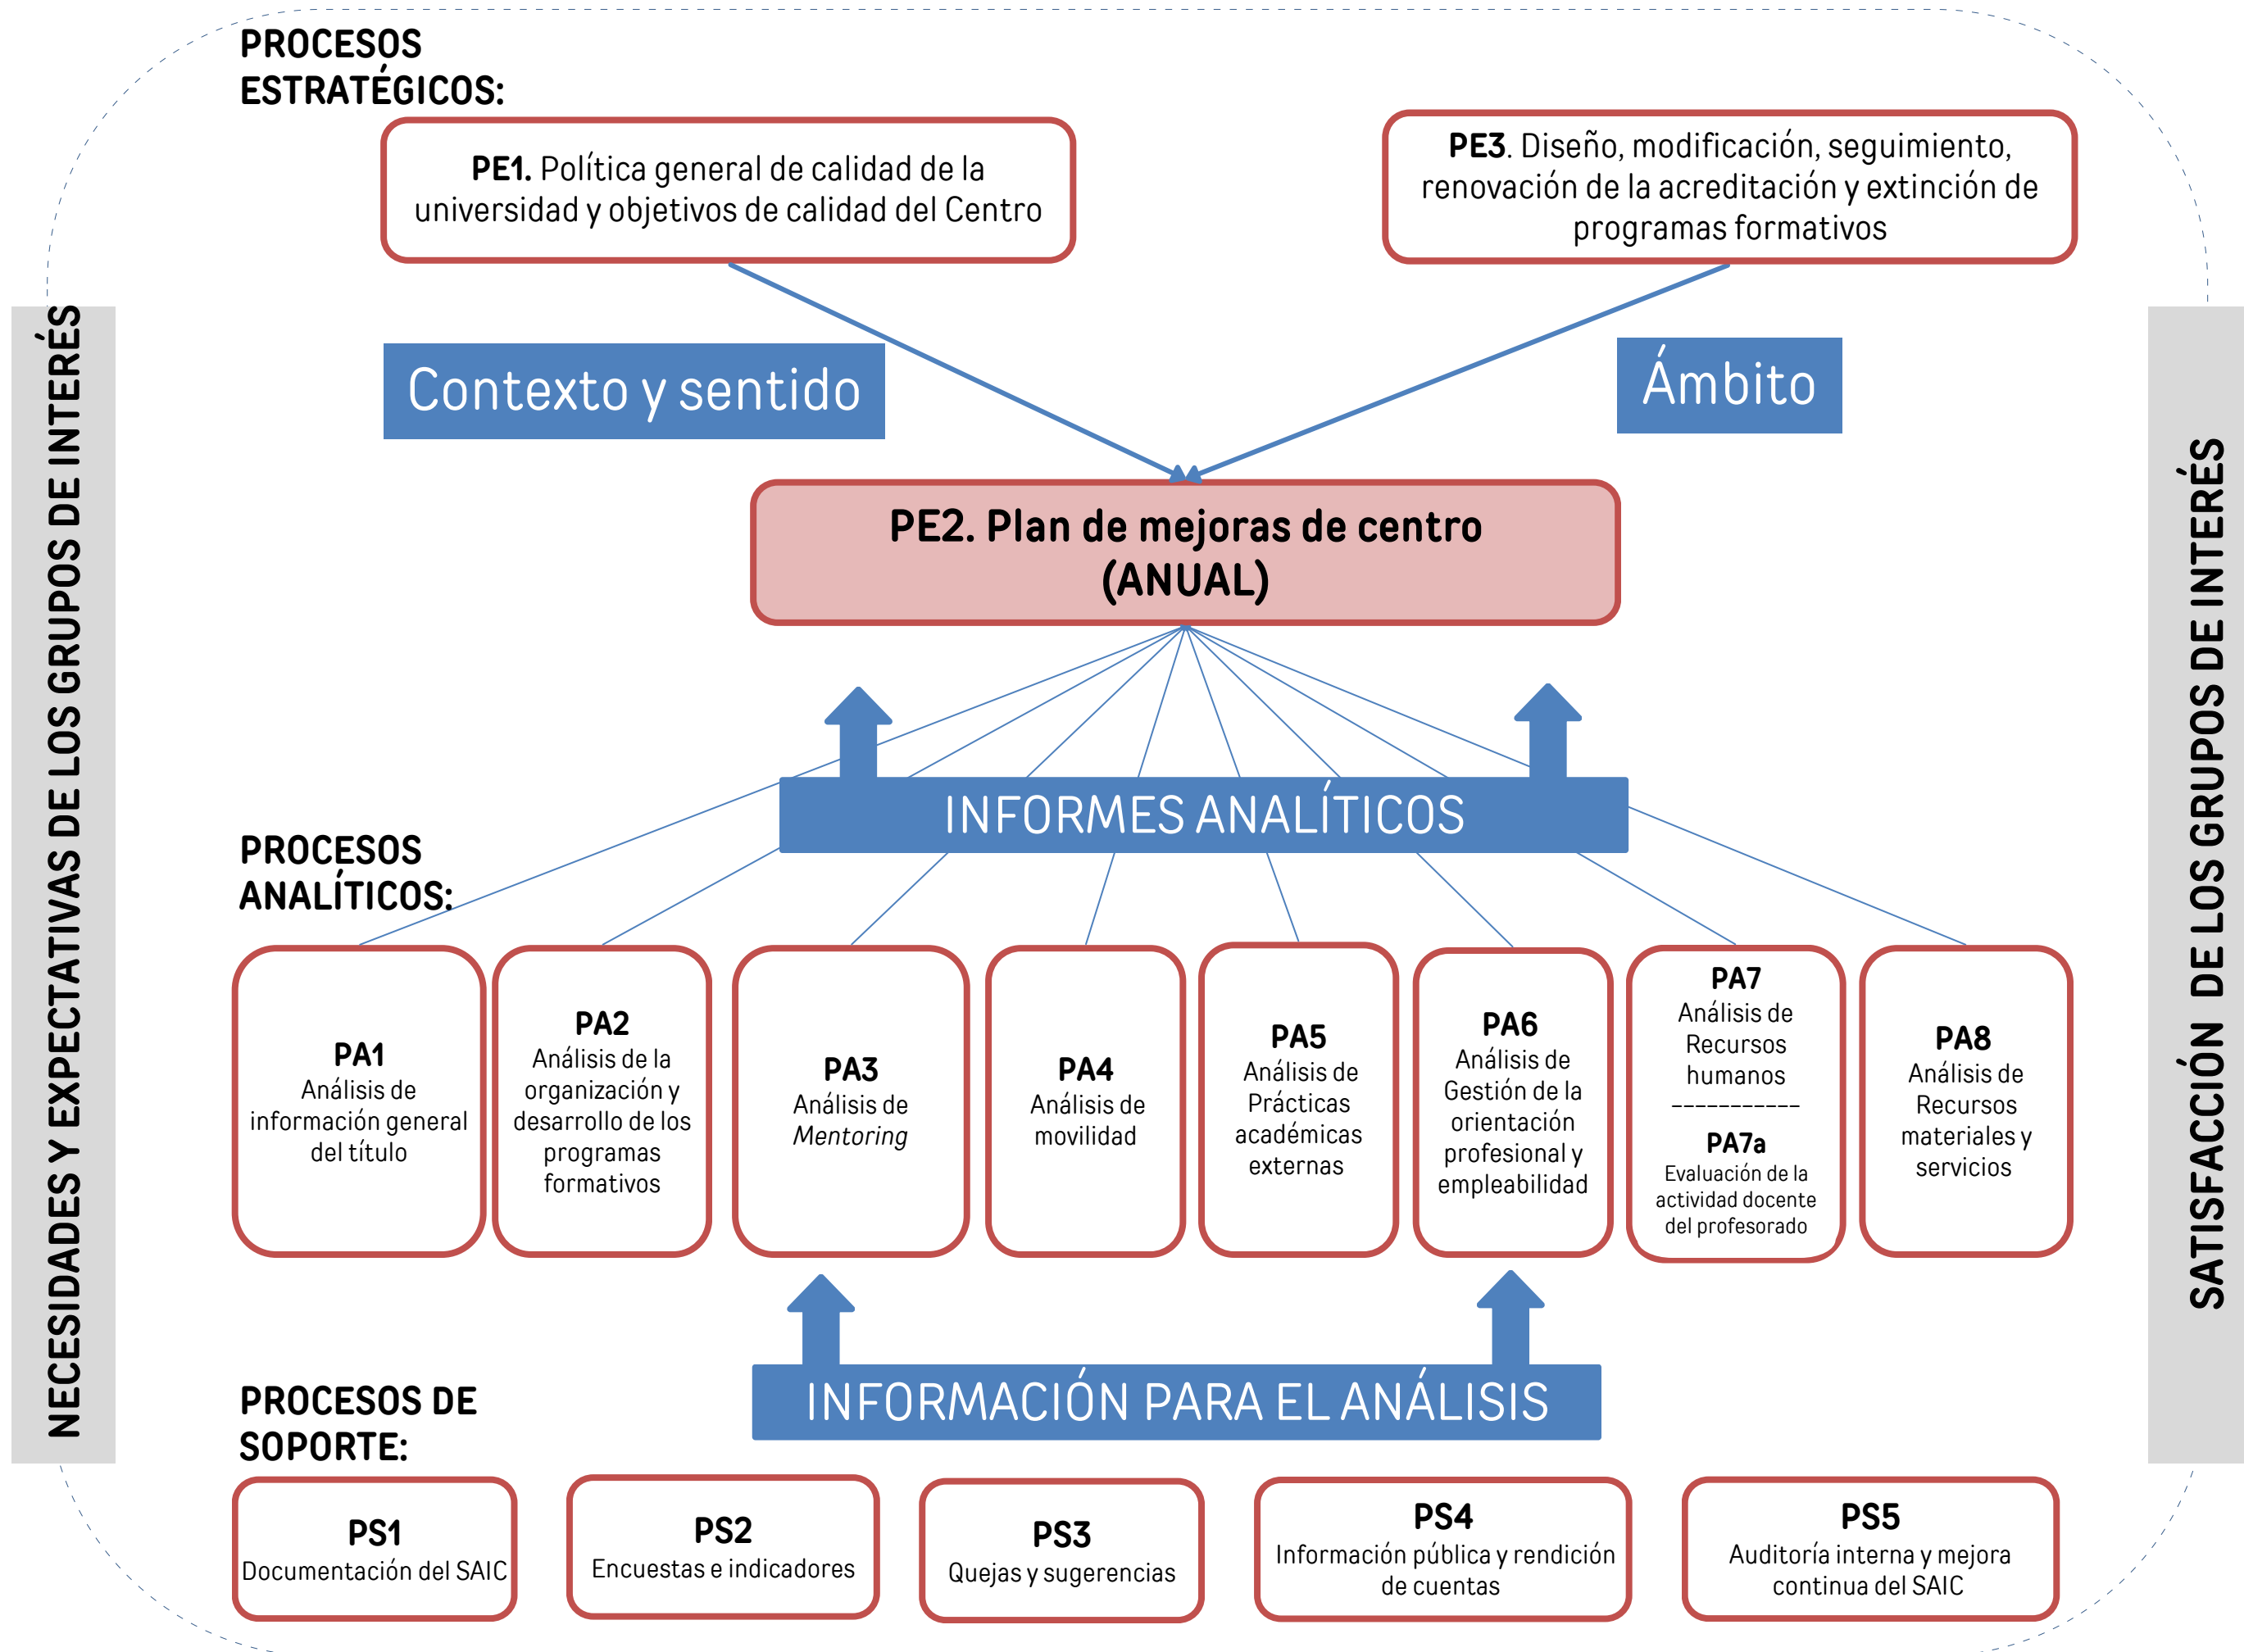 PROCESOS
ESTRATÉGICOS:
PE1. Política general de calidad de la
universidad y objetivos de calidad del Centro
PE3. Diseño, modificación, seguimiento,
renovación de la acreditación y extinción de
programas formativos
Contexto y sentido
Ámbito
PE2. Plan de mejoras de centro
(ANUAL)
NECESIDADES Y EXPECTATIVAS DE LOS GRUPOS DE INTERÉS
SATISFACCIÓN DE LOS GRUPOS DE INTERÉS
INFORMES ANALÍTICOS
PROCESOS
ANALÍTICOS:
PA1
Análisis de
información general
del título
PA2
Análisis de la
organización y
desarrollo de los
programas
formativos
PA3
Análisis de
Mentoring
PA4
Análisis de
movilidad
PA5
Análisis de
Prácticas
académicas
externas
PA6
Análisis de
Gestión de la
orientación
profesional y
empleabilidad
PA7
Análisis de
Recursos
humanos
-----------
PA7a
Evaluación de la
actividad docente
del profesorado
PA8
Análisis de
Recursos
materiales y
servicios
INFORMACIÓN PARA EL ANÁLISIS
PROCESOS DE
SOPORTE:
PS1
Documentación del SAIC
PS2
Encuestas e indicadores
PS3
Quejas y sugerencias
PS4
Información pública y rendición
de cuentas
PS5
Auditoría interna y mejora
continua del SAIC